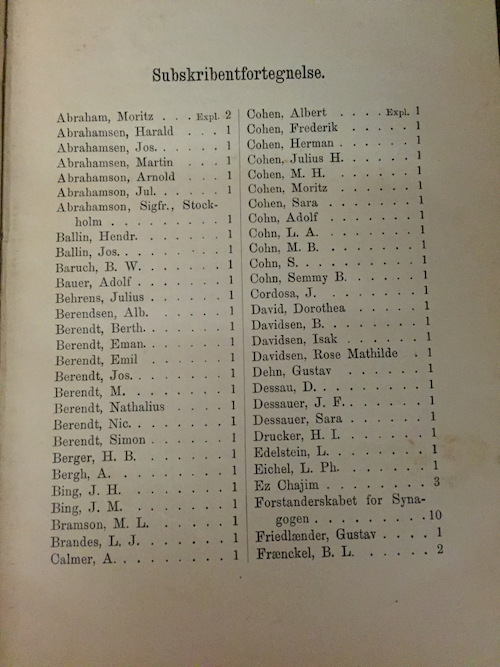 Subskribentfortegnelse.
Abraham, Moritz . . . Expl. 2
Abrahamsen, Harald . . . 1
Abrahamsen, Jos. . . . . . 1
Abrahamsen, Martin . . . 1
Abrahamson, Arnold . . . 1
Abrahamsen, Jul. . . . . . 1
Abrahamson, Sigfr., Stock-
holm . . . . . . . . . 1
Ballin, Hendr. . . . . . . 1
Ballin, Jos. . . . . . . . 1
Baruch, B. W. . . . . . . 1
Bauer, Adolf . . . . . . 1
Behrens, Julius . . . . . 1
Berendsen, Alb. . . . . . 1
Berendt, Berth. . . . . . 1
Berendt, Eman. . . . . . 1
Berendt, Emil . . . . . 1
Berendt, Jos. . . . . . . 1
Berendt, M. . . . . . . . 1
Berendt, Nathalius . . . . 1
Berendt, Nic. . . . . . . 1
Berendt, Simon . . . . . 1
Berger, H. B. . . . . . . 1
Bergh, A. . . . . . . . . 1
Bing, J. H. . . . . . . . 1
Bing, J. M. . . . . . . . 1
Bramson, M. L. . . . . . 1
Brandes, L. J. . . . . . . 1
Calmer, A. . . . . . . . . 1
Cohen, Albert . . . . Expl. 1
Cohen, Frederik . . . . . 1
Cohen, Herman . . . . . . 1
Cohen, Julius H. . . . . . 1
Cohen, M. H. . . . . . . 1
Cohen, Moritz . . . . . . 1
Cohen, Sara . . . . . . . 1
Cohn, Adolf . . . . . . . 1
Cohn, L. A. . . . . . . . 1
Cohn, M. B. . . . . . . . 1
Cohn, S. . . . . . . . . . 1
Cohn, Semmy B. . . . . . 1
Cordosa, J. . . . . . . . 1
David, Dorothea . . . . . 1
Davidsen, B. . . . . . . . 1
Davidsen, Isak . . . . . . 1
Davidsen, Rose Mathilde . 1
Dehn, Gustav . . . . . . 1
Dessau, D. . . . . . . . . 1
Dessauer, J. F. . . . . . . 1
Dessauer, Sara . . . . . . 1
Drucker, H. I. . . . . . . 1
Edelstein, L. . . . . . . . 1
Eichel, L. Ph. . . . . . . 1
Ez Chajim . . . . . . . . 3
Forstanderskabet for Syna-
gogen . . . . . . . . . 10
Friedlænder, Gustav . . . . 1
Frænckel, B. L. . . . . . . 2